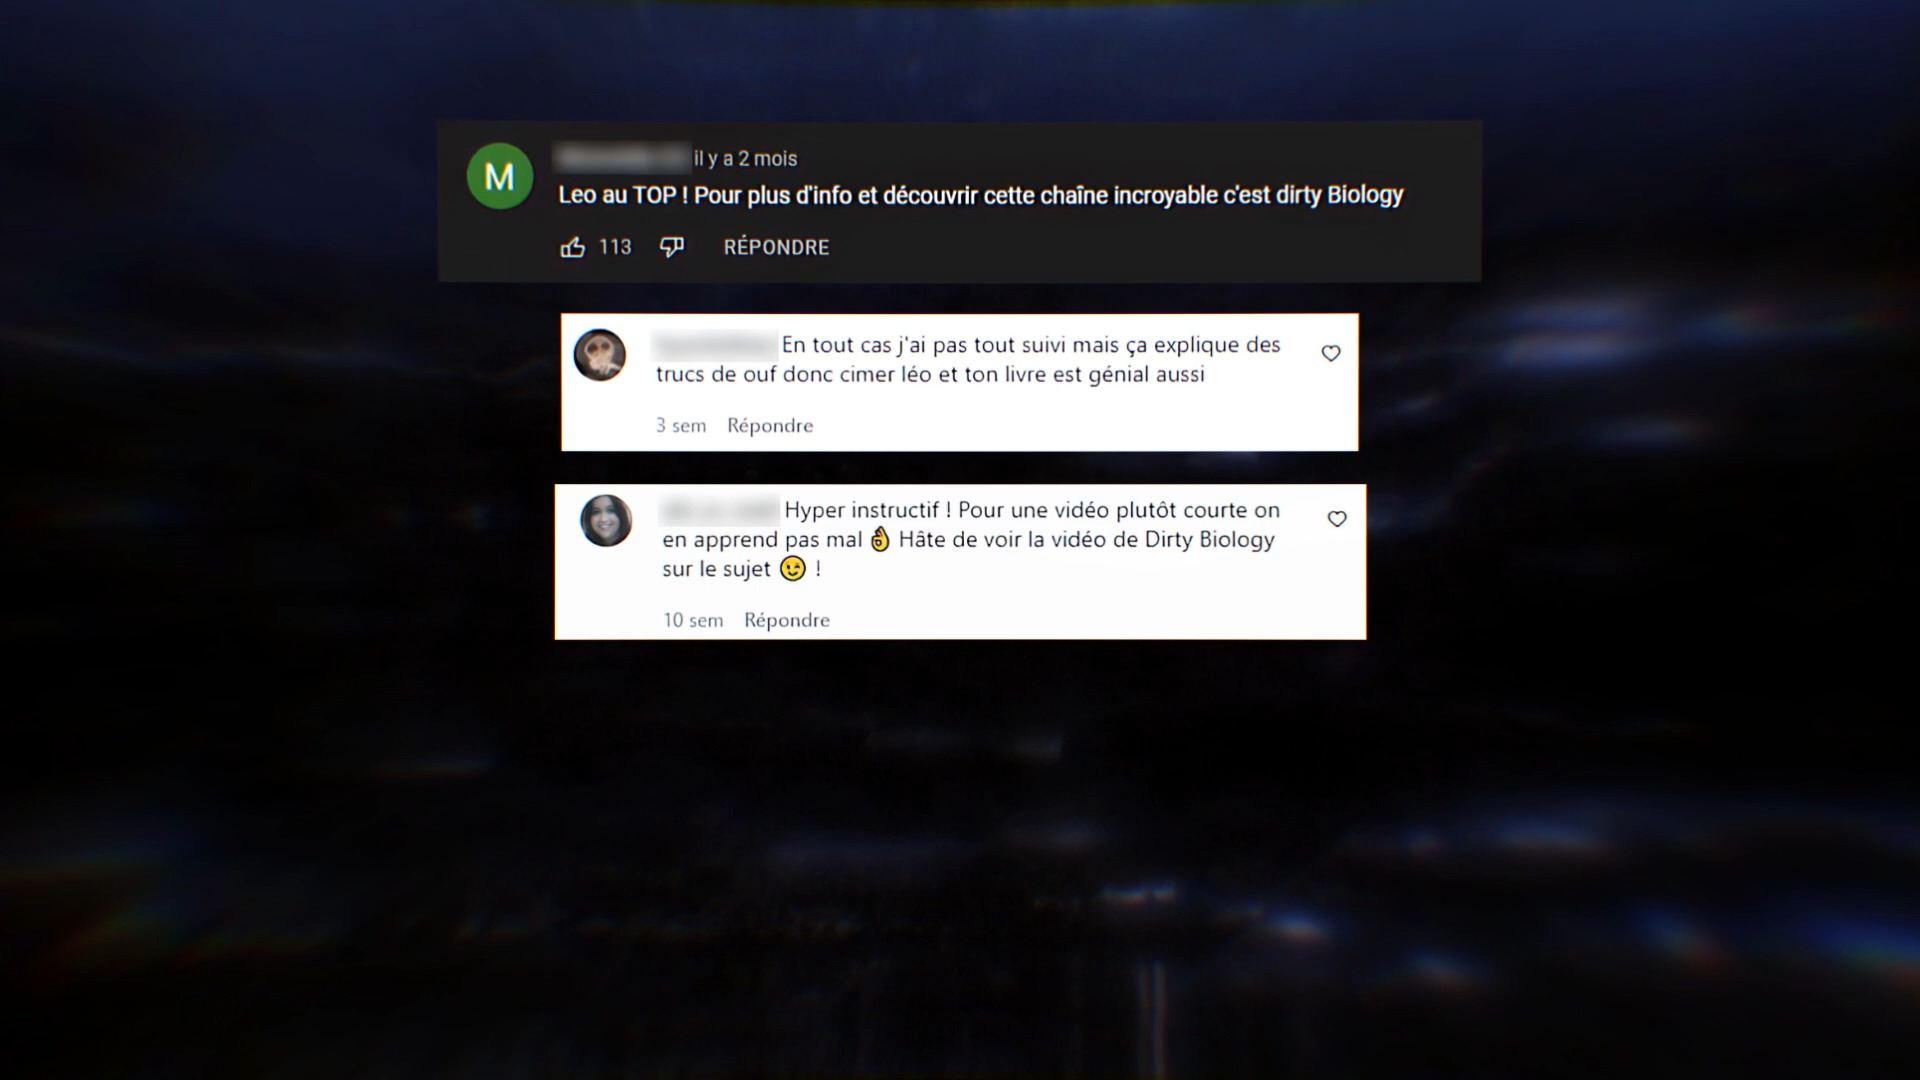 M
il y a 2 mois
Leo au TOP ! Pour plus d'info et découvrir cette chaîne incroyable c'est dirty Biology
113 RÉPONDRE
En tout cas j'ai pas tout suivi mais ça explique des
trucs de ouf donc cimer léo et ton livre est génial aussi
3 sem Répondre
Hyper instructif ! Pour une vidéo plutôt courte on
en apprend pas mal 👌 Hâte de voir la vidéo de Dirty Biology
sur le sujet 😉 !
10 sem Répondre